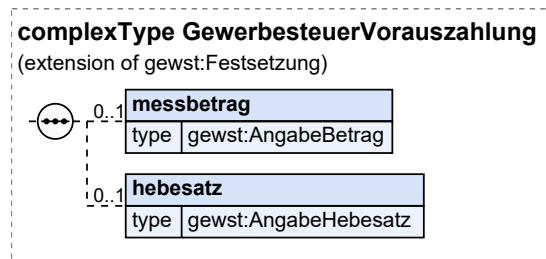 complexType GewerbesteuerVorauszahlung
(extension of gewst:Festsetzung)
0..1 messbetrag
type gewst:AngabeBetrag
0..1 hebesatz
type gewst:AngabeHebesatz